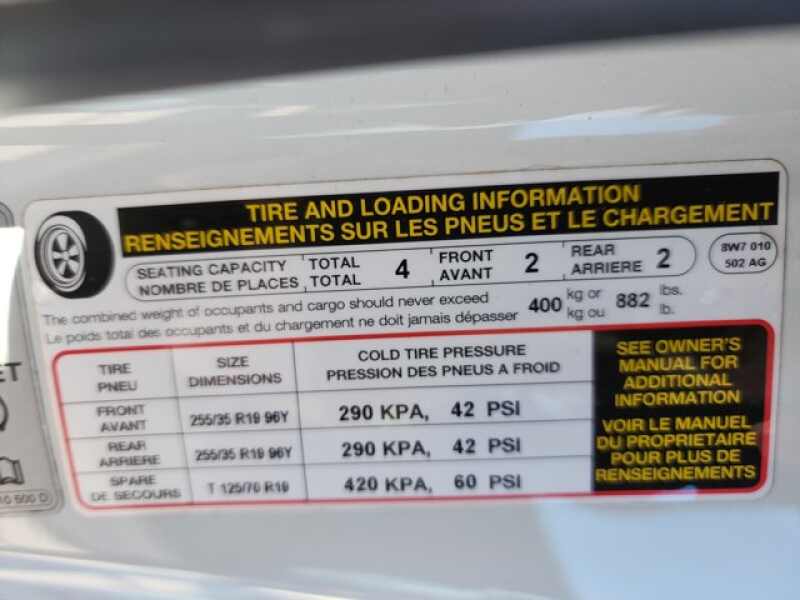 TIRE AND LOADING INFORMATION
RENSEIGNEMENTS SUR LES PNEUS ET LE CHARGEMENT
SEATING CAPACITY TOTAL 4 FRONT 2 REAR 2
NOMBRE DE PLACES TOTAL AVANT ARRIERE
8W7 010
502 AG
The combined weight of occupants and cargo should never exceed 400 kg or 882 lbs.
Le poids total des occupants et du chargement ne doit jamais dépasser kg ou lb.
TIRE SIZE COLD TIRE PRESSURE
PNEU DIMENSIONS PRESSION DES PNEUS A FROID
FRONT
AVANT 255/35 R19 96Y 290 KPA, 42 PSI
REAR
ARRIERE 255/35 R19 96Y 290 KPA, 42 PSI
SPARE
DE SECOURS T 125/70 R19 420 KPA, 60 PSI
SEE OWNER'S
MANUAL FOR
ADDITIONAL
INFORMATION
VOIR LE MANUEL
DU PROPRIETAIRE
POUR PLUS DE
RENSEIGNEMENTS
ET
10 500 D